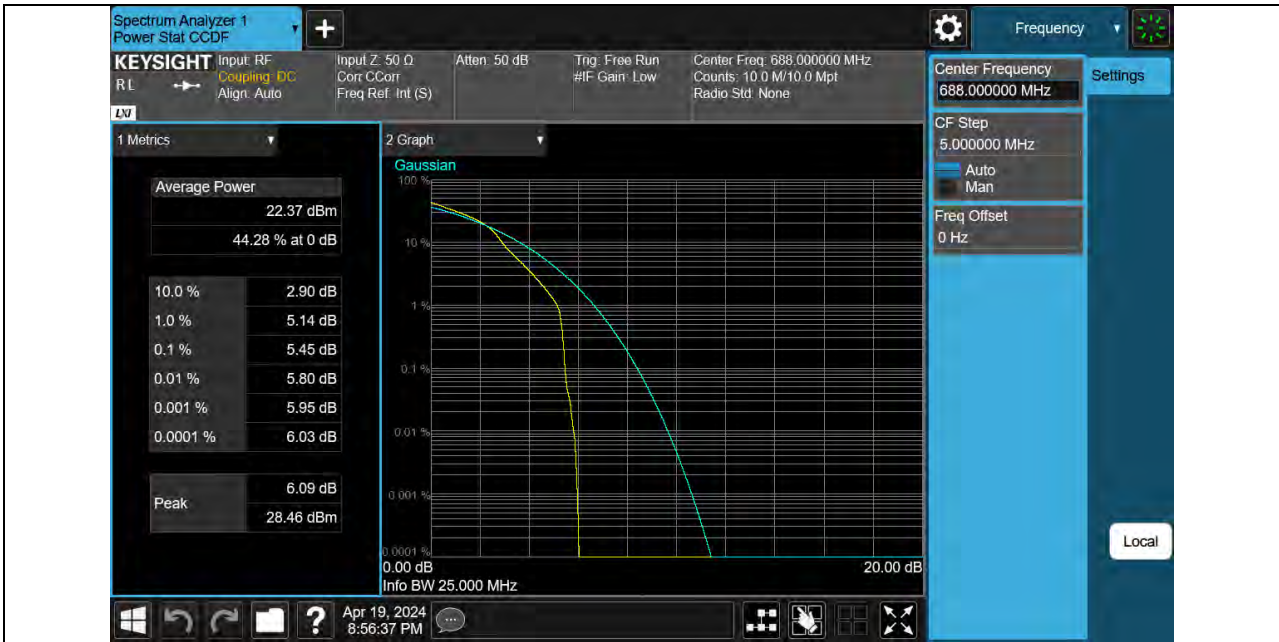 Spectrum Analyzer 1
Power Stat CCDF
Frequency
KEYSIGHT
RL
LXI
Input: RF
Coupling: DC
Align: Auto
Input Z: 50 Ω
Corr CCorr
Freq Ref: Int (S)
Atten: 50 dB
Trig: Free Run
#IF Gain: Low
Center Freq: 688.000000 MHz
Counts: 10.0 M/10.0 Mpt
Radio Std: None
Center Frequency
688.000000 MHz
Settings
CF Step
5.000000 MHz
Auto
Man
Freq Offset
0 Hz
1 Metrics
Average Power
22.37 dBm
44.28 % at 0 dB
10.0 % 2.90 dB
1.0 % 5.14 dB
0.1 % 5.45 dB
0.01 % 5.80 dB
0.001 % 5.95 dB
0.0001 % 6.03 dB
Peak 6.09 dB
28.46 dBm
2 Graph
Gaussian
100 %
10 %
1 %
0.1 %
0.01 %
0.001 %
0.0001 %
0.00 dB 20.00 dB
Info BW 25.000 MHz
Local
?
Apr 19, 2024
8:56:37 PM